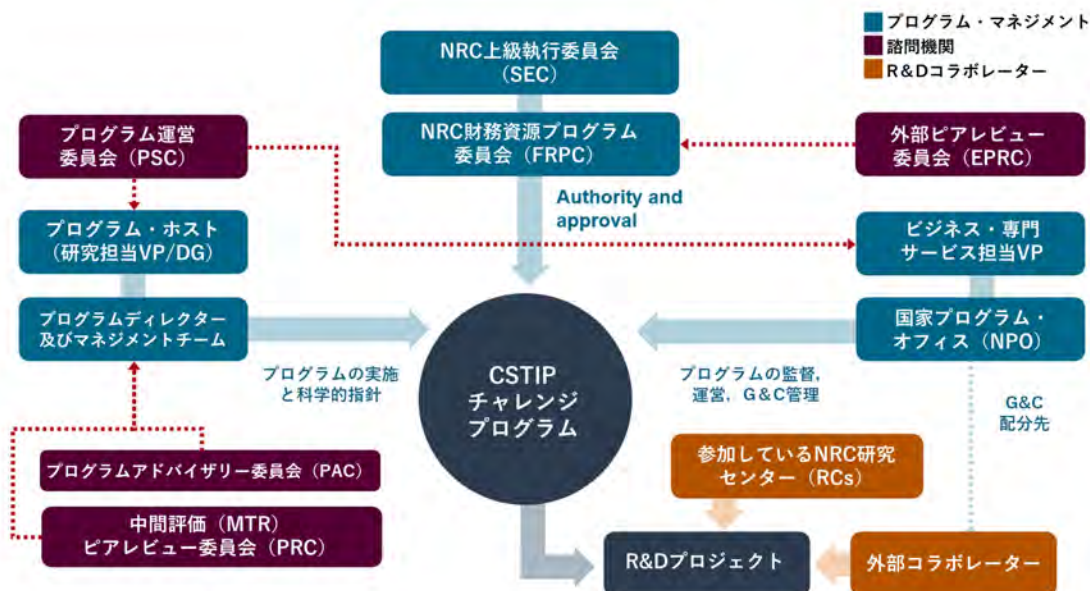 プログラム・マネジメント
諮問機関
R&Dコラボレーター
NRC上級執行委員会
（SEC）
プログラム運営
委員会（PSC）
NRC財務資源プログラム
委員会（FRPC）
外部ピアレビュー
委員会（EPRC）
Authority and
approval
プログラム・ホスト
(研究担当VP/DG)
ビジネス・専門
サービス担当VP
プログラムディレクター
及びマネジメントチーム
国家プログラム・
オフィス（NPO）
プログラムの実施
と科学的指針
CSTIP
チャレンジ
プログラム
プログラムの監督,
運営，G&C管理
G&C
配分先
参加しているNRC研究
センター（RCs）
プログラムアドバイザリー委員会（PAC）
中間評価（MTR）
ピアレビュー委員会（PRC）
R&Dプロジェクト
外部コラボレーター